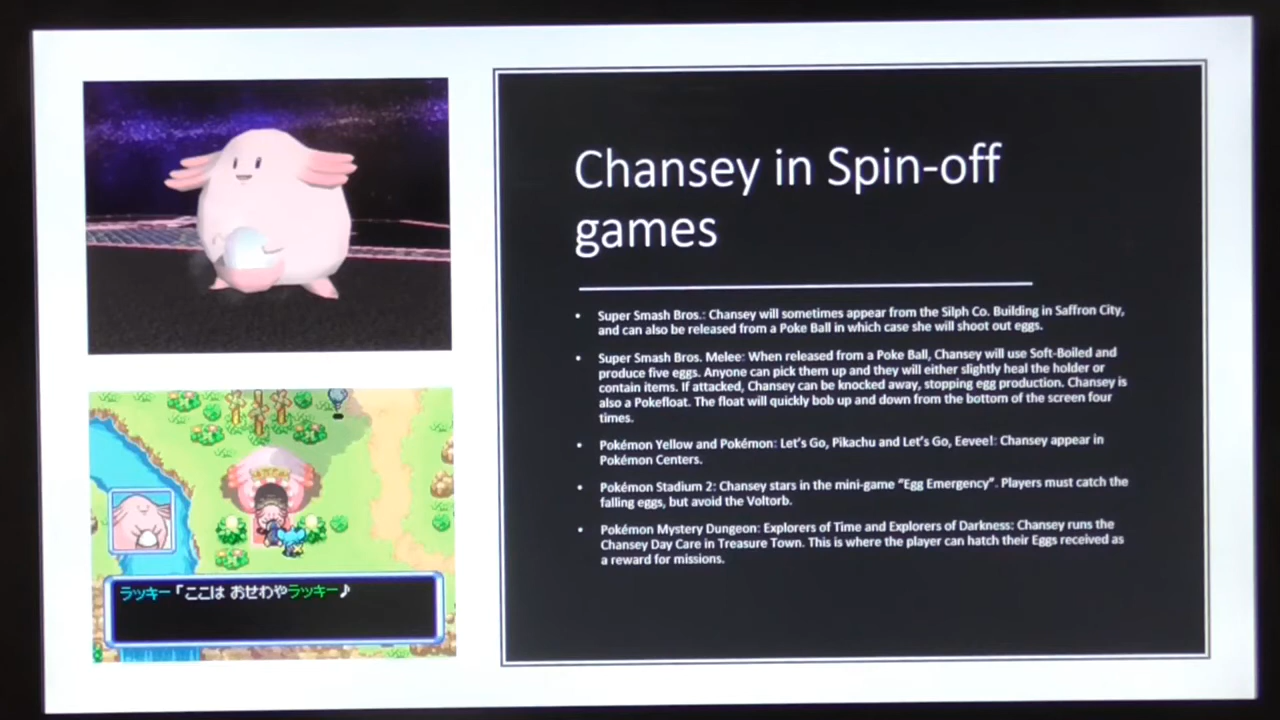 Chansey in Spin-off
games
• Super Smash Bros.: Chansey will sometimes appear from the Silph Co. Building in Saffron City,
and can also be released from a Poke Ball in which case she will shoot out eggs.
• Super Smash Bros. Melee: When released from a Poke Ball, Chansey will use Soft-Boiled and
produce five eggs. Anyone can pick them up and they will either slightly heal the holder or
contain items. If attacked, Chansey can be knocked away, stopping egg production. Chansey is
also a Pokefloat. The float will quickly bob up and down from the bottom of the screen four
times.
• Pokémon Yellow and Pokémon: Let's Go, Pikachu and Let's Go, Eevee!: Chansey appear in
Pokémon Centers.
• Pokémon Stadium 2: Chansey stars in the mini-game “Egg Emergency”. Players must catch the
falling eggs, but avoid the Voltorb.
• Pokémon Mystery Dungeon: Explorers of Time and Explorers of Darkness: Chansey runs the
Chansey Day Care in Treasure Town. This is where the player can hatch their Eggs received as
a reward for missions.
ラッキー「ここは おせわやラッキー♪